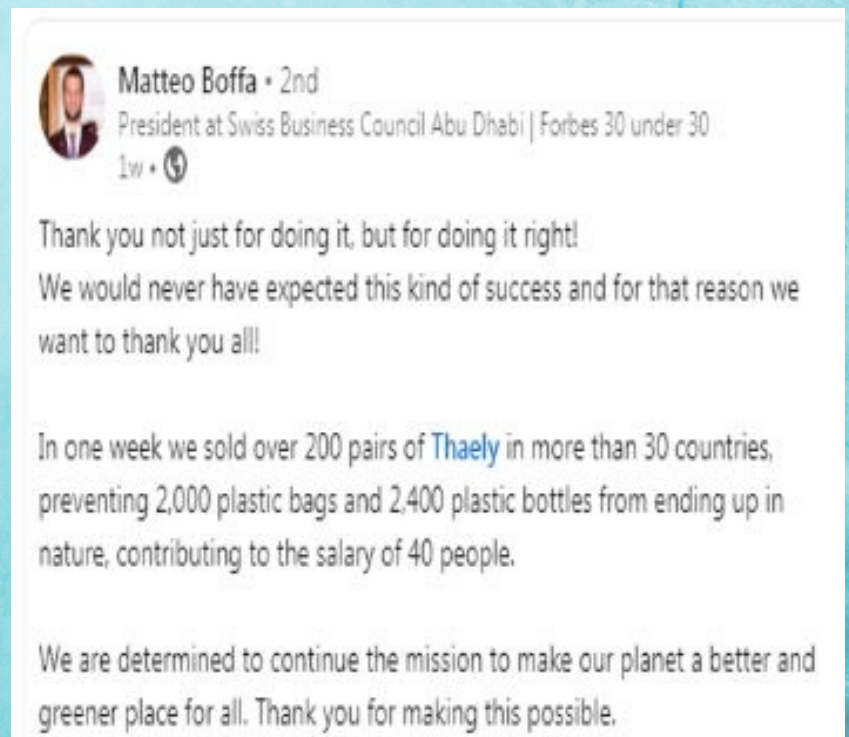 Matteo Boffa • 2nd
President at Swiss Business Council Abu Dhabi | Forbes 30 under 30
1w •
Thank you not just for doing it, but for doing it right!
We would never have expected this kind of success and for that reason we
want to thank you all!
In one week we sold over 200 pairs of Thaely in more than 30 countries,
preventing 2,000 plastic bags and 2,400 plastic bottles from ending up in
nature, contributing to the salary of 40 people.
We are determined to continue the mission to make our planet a better and
greener place for all. Thank you for making this possible.